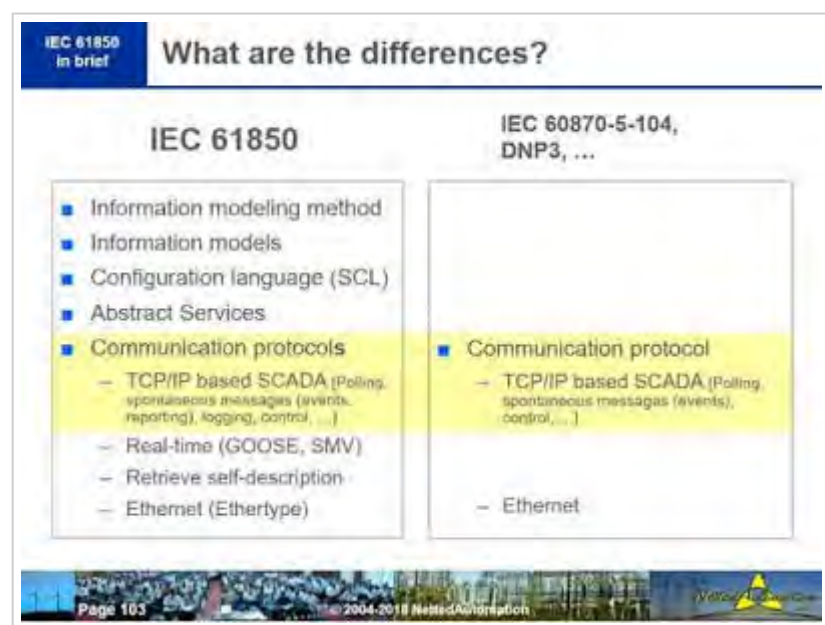 IEC 61850
in brief
What are the differences?
IEC 61850
IEC 60870-5-104,
DNP3, …
■ Information modeling method
■ Information models
■ Configuration language (SCL)
■ Abstract Services
■ Communication protocols
– TCP/IP based SCADA [Polling,
spontaneous messages (events,
reporting), logging, control, …]
– Real-time (GOOSE, SMV)
– Retrieve self-description
– Ethernet (Ethertype)
■ Communication protocol
– TCP/IP based SCADA [Polling,
spontaneous messages (events),
control, …]
– Ethernet
Page 103
© 2004-2018 NettedAutomation